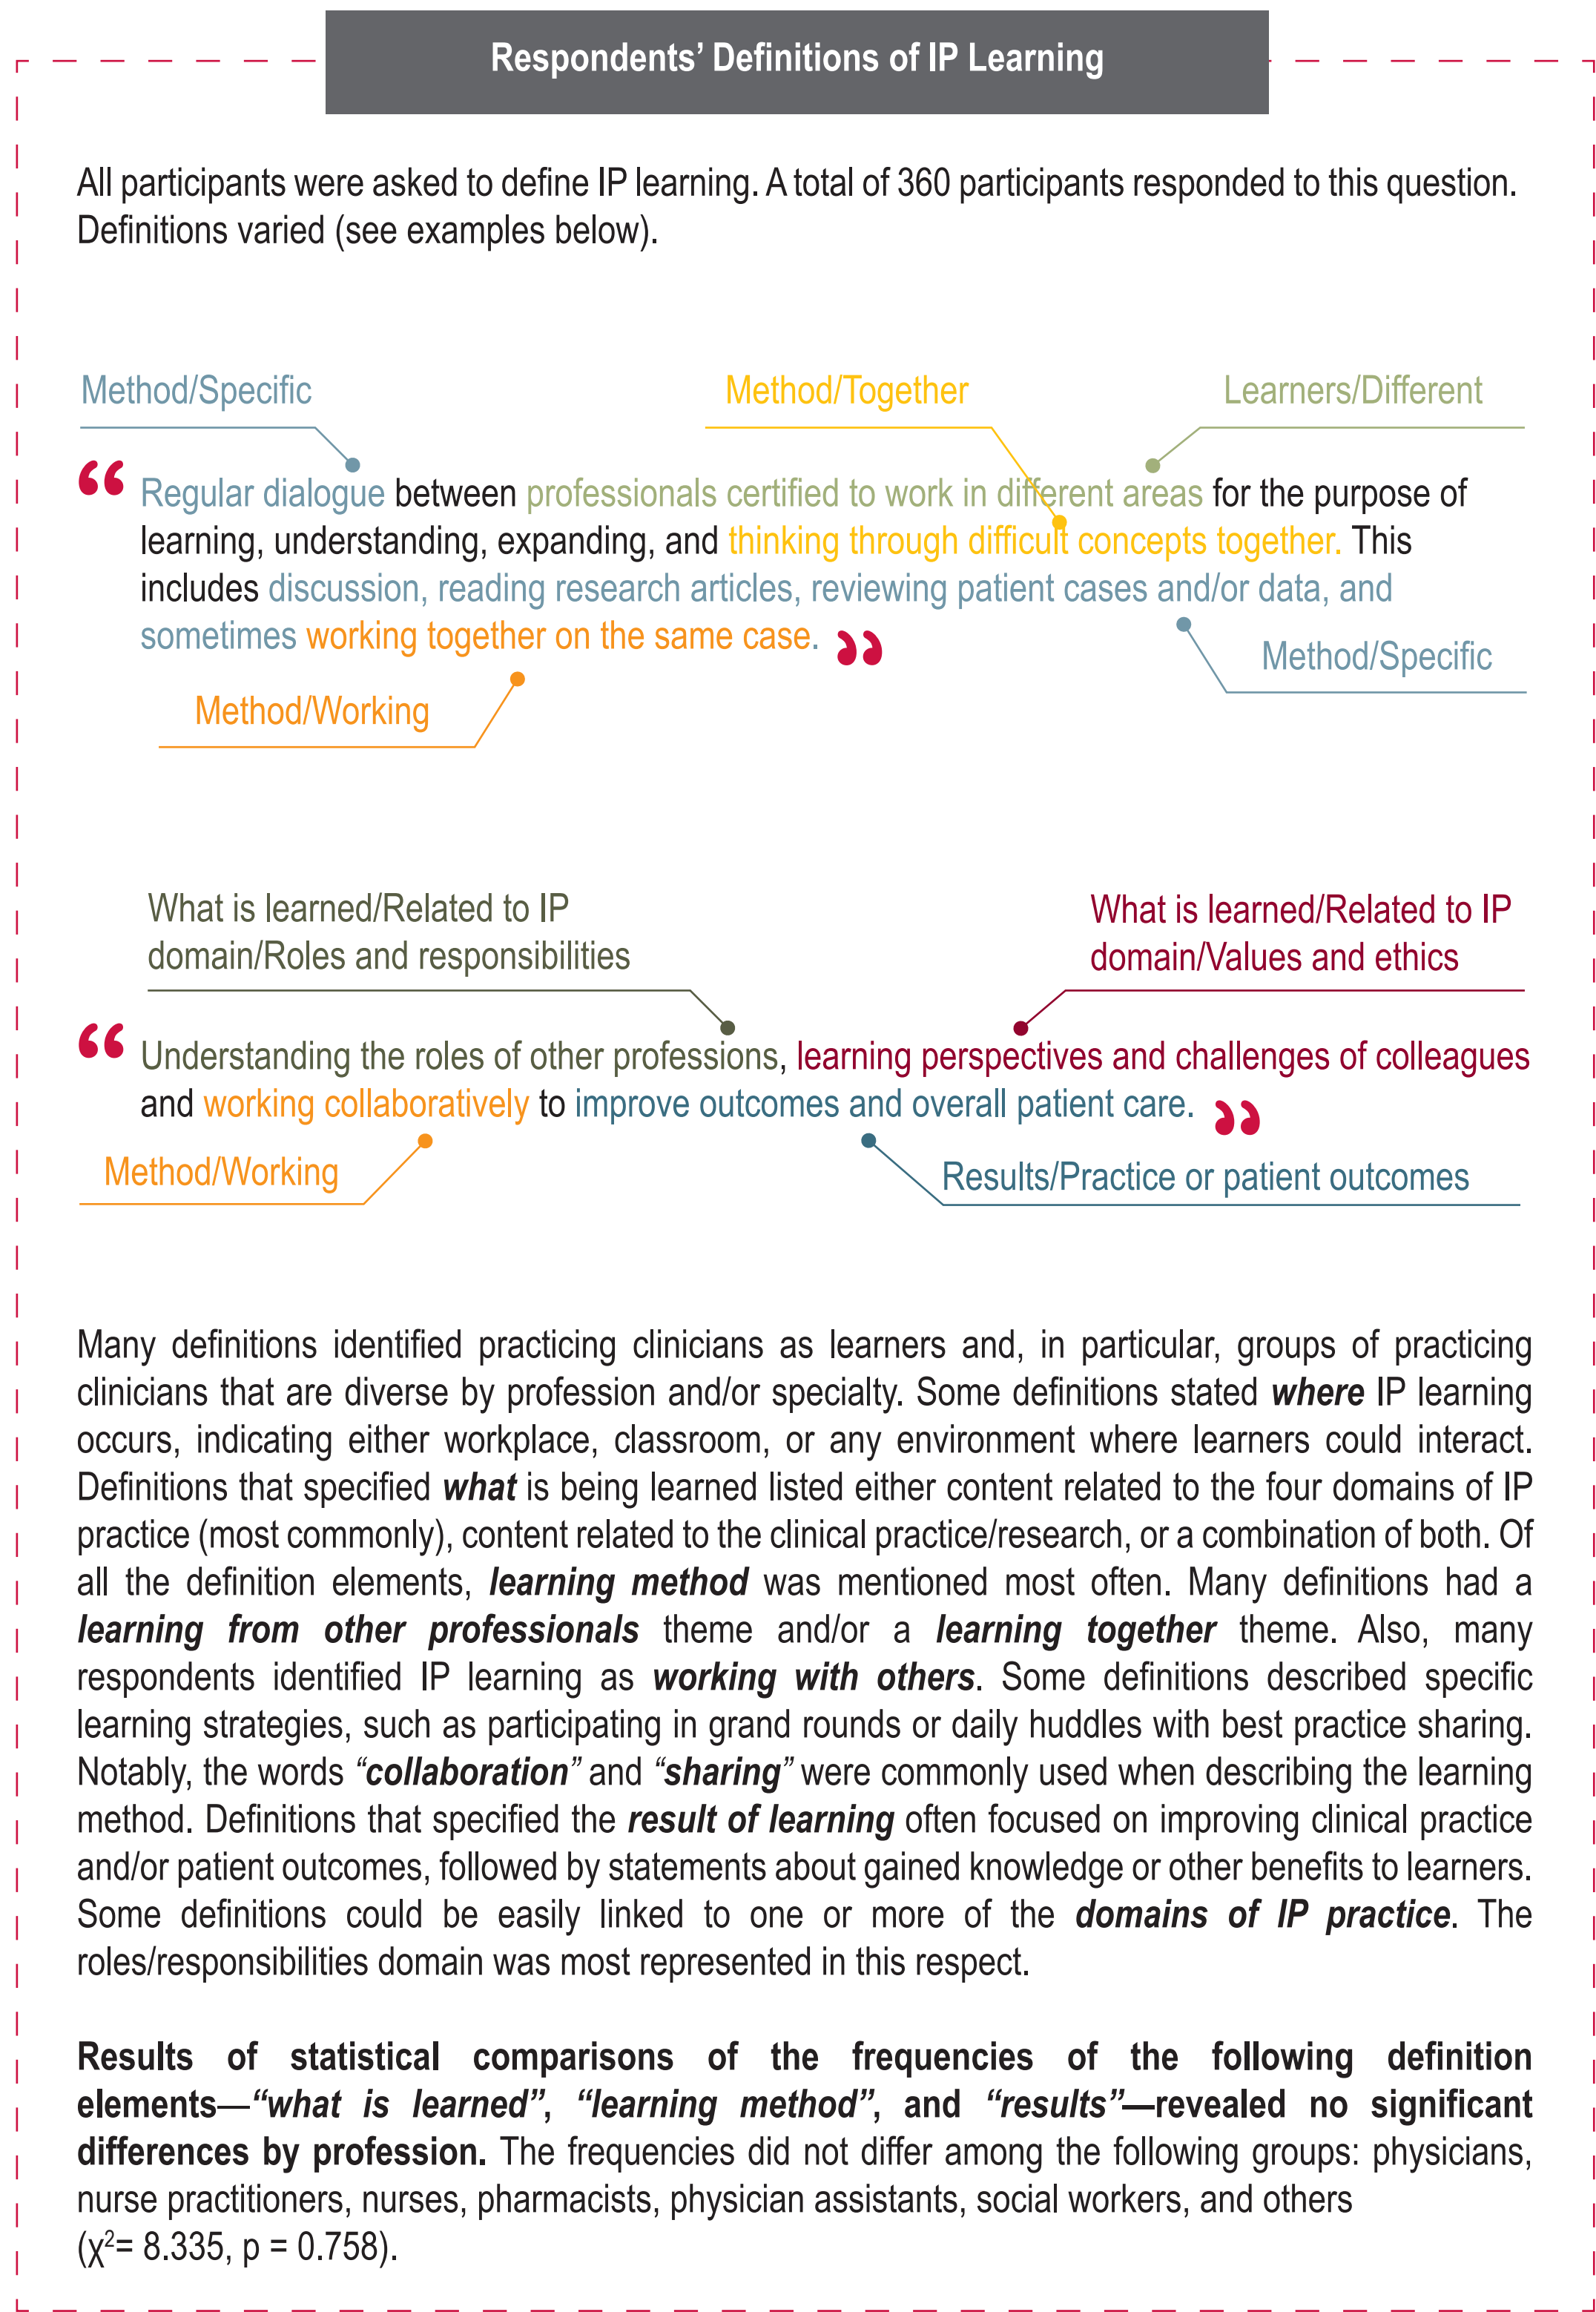 Respondents’ Definitions of IP Learning
All participants were asked to define IP learning. A total of 360 participants responded to this question.
Definitions varied (see examples below).
Method/Specific
Method/Together
Learners/Different
“ Regular dialogue between professionals certified to work in different areas for the purpose of
learning, understanding, expanding, and thinking through difficult concepts together. This
includes discussion, reading research articles, reviewing patient cases and/or data, and
sometimes working together on the same case. ”
Method/Specific
Method/Working
What is learned/Related to IP
domain/Roles and responsibilities
What is learned/Related to IP
domain/Values and ethics
“ Understanding the roles of other professions, learning perspectives and challenges of colleagues
and working collaboratively to improve outcomes and overall patient care. ”
Method/Working
Results/Practice or patient outcomes
Many definitions identified practicing clinicians as learners and, in particular, groups of practicing
clinicians that are diverse by profession and/or specialty. Some definitions stated where IP learning
occurs, indicating either workplace, classroom, or any environment where learners could interact.
Definitions that specified what is being learned listed either content related to the four domains of IP
practice (most commonly), content related to the clinical practice/research, or a combination of both. Of
all the definition elements, learning method was mentioned most often. Many definitions had a
learning from other professionals theme and/or a learning together theme. Also, many
respondents identified IP learning as working with others. Some definitions described specific
learning strategies, such as participating in grand rounds or daily huddles with best practice sharing.
Notably, the words “collaboration” and “sharing” were commonly used when describing the learning
method. Definitions that specified the result of learning often focused on improving clinical practice
and/or patient outcomes, followed by statements about gained knowledge or other benefits to learners.
Some definitions could be easily linked to one or more of the domains of IP practice. The
roles/responsibilities domain was most represented in this respect.
Results of statistical comparisons of the frequencies of the following definition
elements—“what is learned”, “learning method”, and “results”—revealed no significant
differences by profession. The frequencies did not differ among the following groups: physicians,
nurse practitioners, nurses, pharmacists, physician assistants, social workers, and others
(χ²= 8.335, p = 0.758).